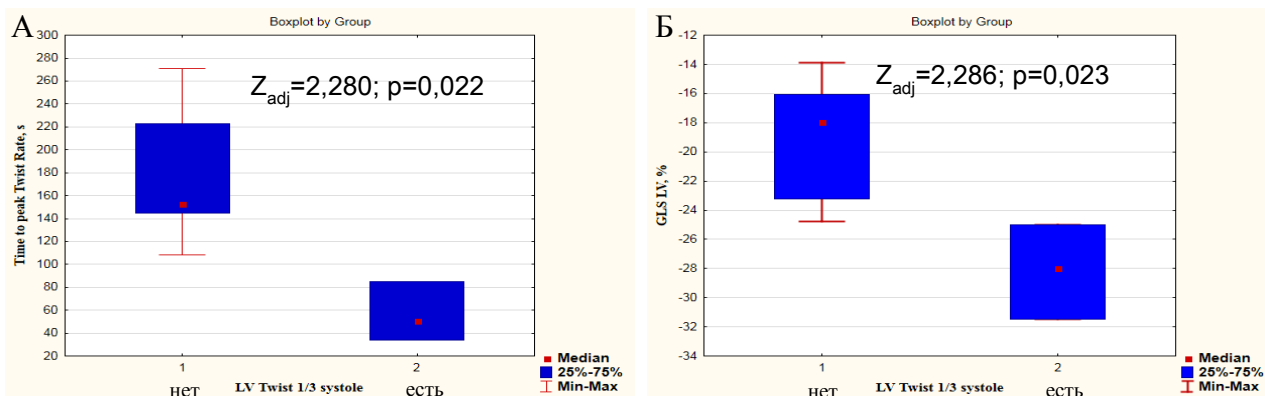 А
Boxplot by Group
Time to peak Twist Rate, s
300
280
260
240
220
200
180
160
140
120
100
80
60
40
20
Zadj=2,280; p=0,022
1
2
нет
LV Twist 1/3 systole
есть
Median
25%-75%
Min-Max
Б
Boxplot by Group
GLS LV, %
-12
-14
-16
-18
-20
-22
-24
-26
-28
-30
-32
-34
Zadj=2,286; p=0,023
1
2
нет
LV Twist 1/3 systole
есть
Median
25%-75%
Min-Max